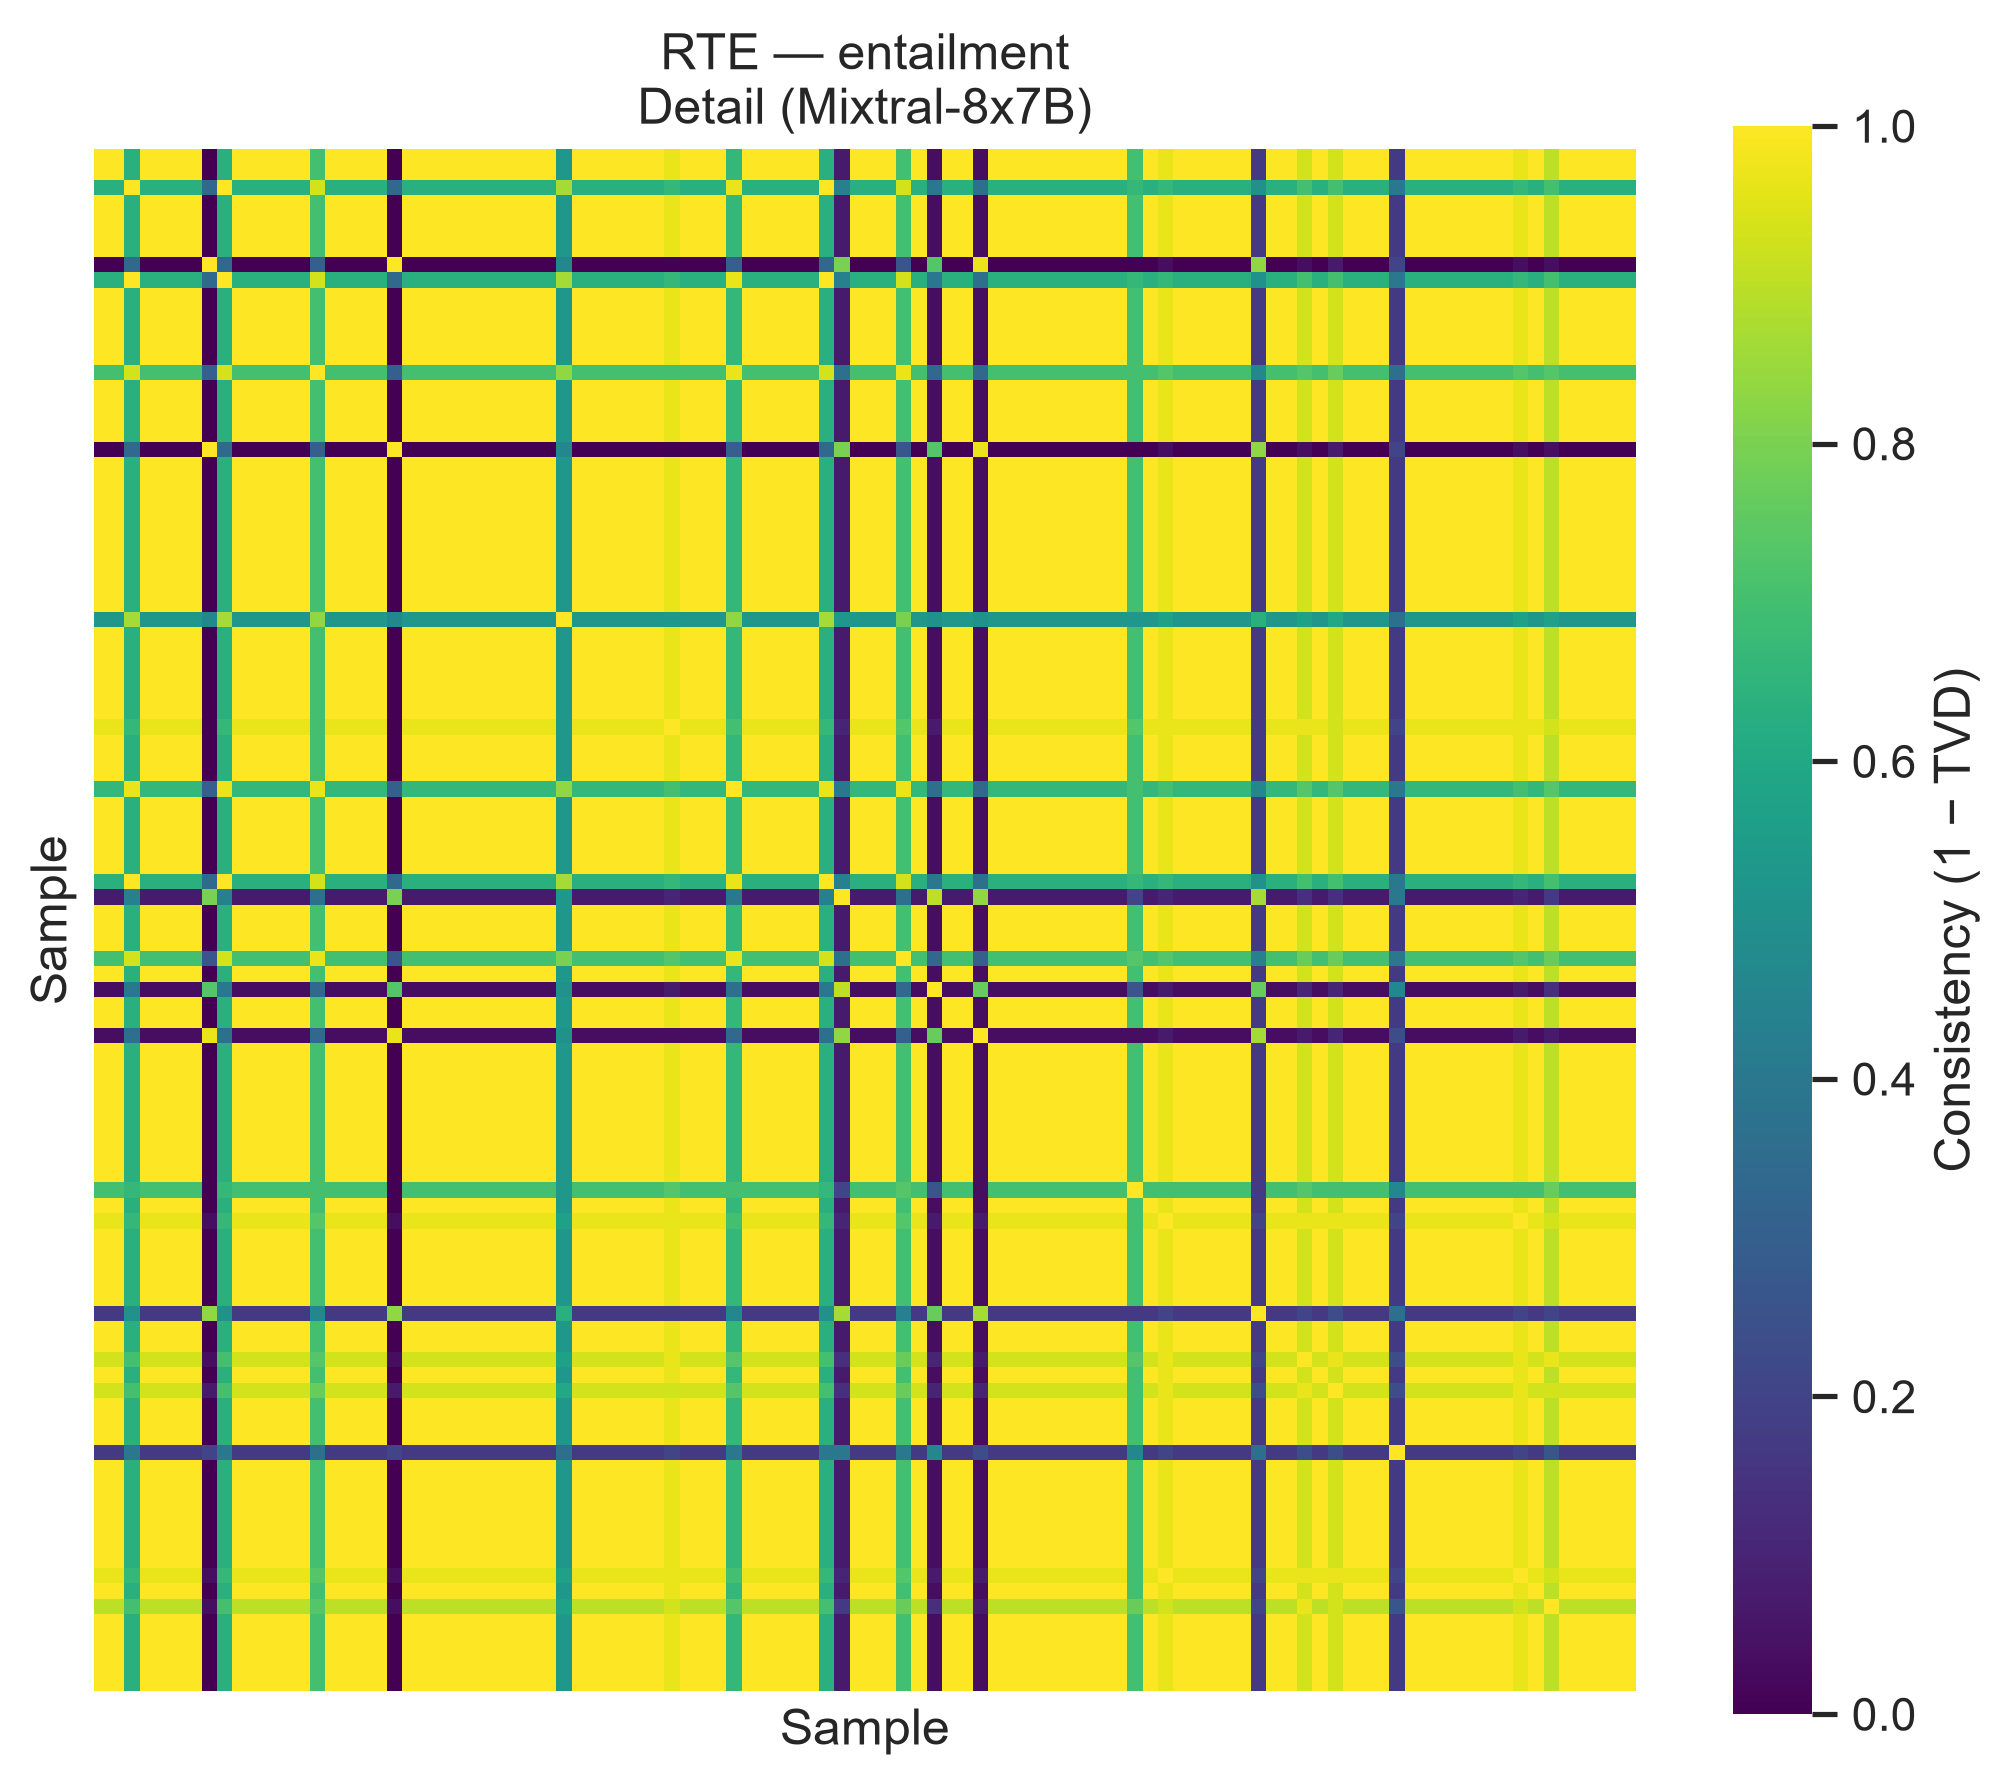 RTE — entailment
Detail (Mixtral-8x7B)
Sample
Sample
1.0
0.8
0.6
0.4
0.2
0.0
Consistency (1 − TVD)